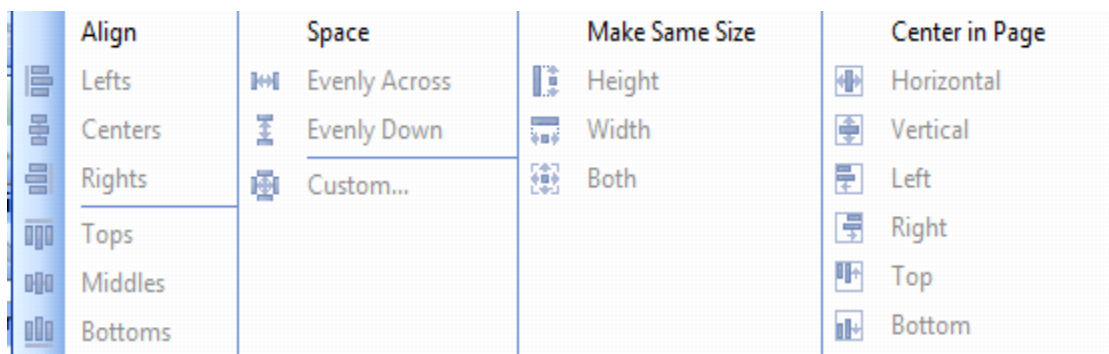 Align
Lefts
Centers
Rights
Tops
Middles
Bottoms
Space
Evenly Across
Evenly Down
Custom...
Make Same Size
Height
Width
Both
Center in Page
Horizontal
Vertical
Left
Right
Top
Bottom